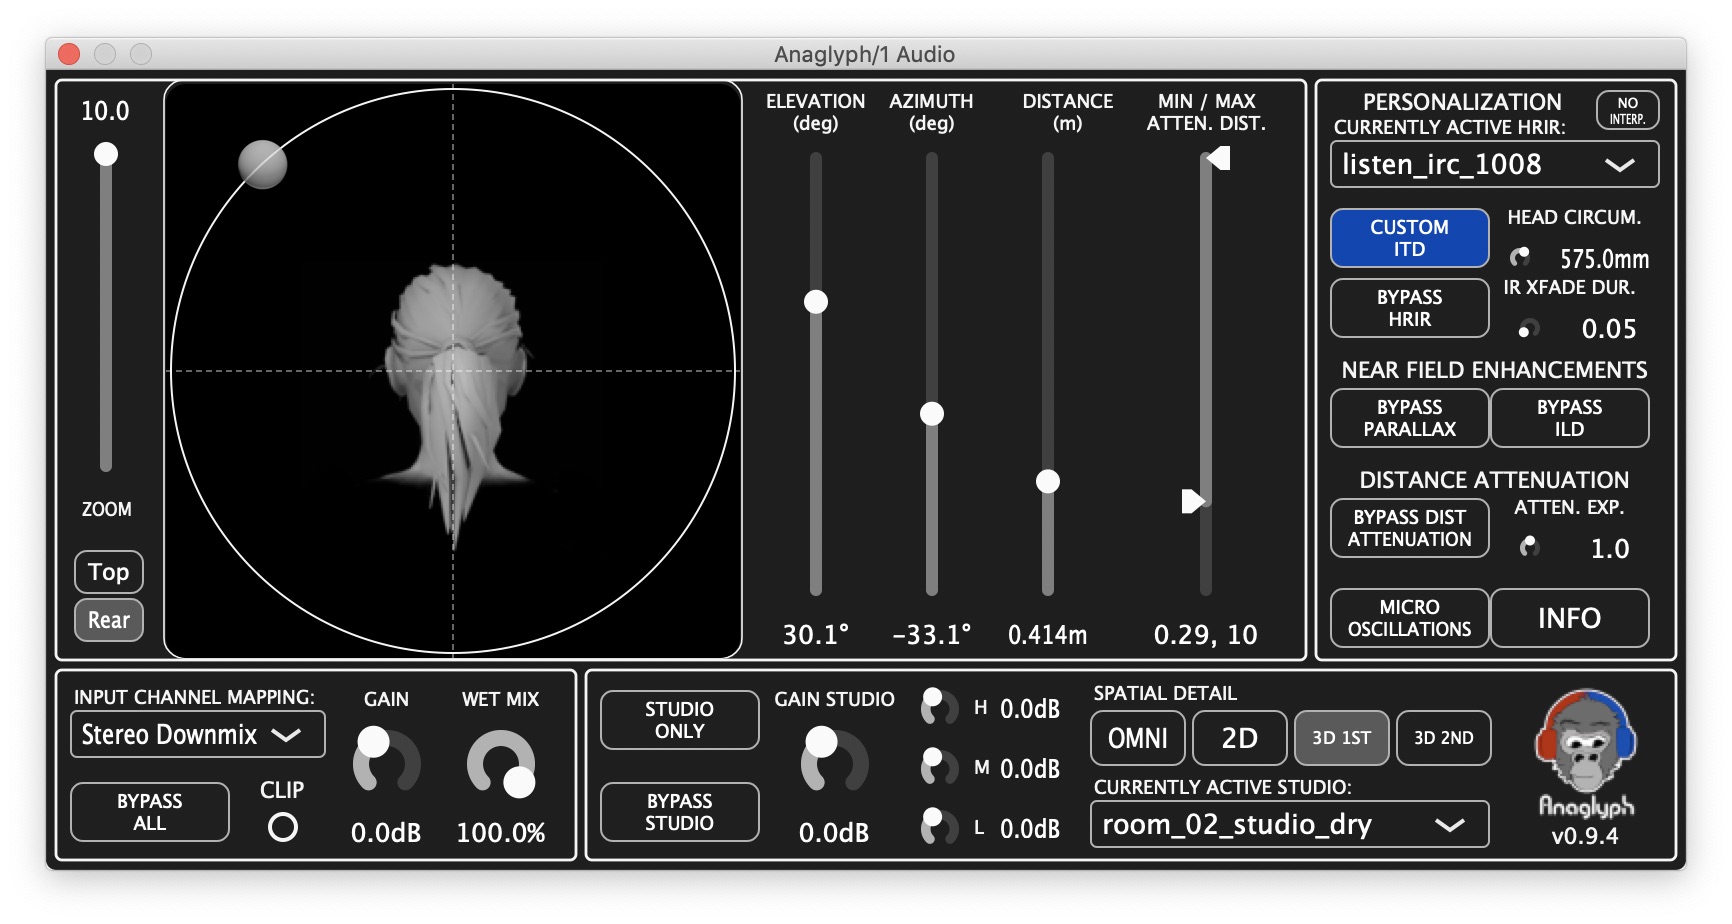 Anaglyph/1 Audio
10.0
ZOOM
Top
Rear
ELEVATION
(deg)
30.1°
AZIMUTH
(deg)
-33.1°
DISTANCE
(m)
0.414m
MIN / MAX
ATTEN. DIST.
0.29, 10
PERSONALIZATION
NO
INTERP.
CURRENTLY ACTIVE HRIR:
listen_irc_1008
CUSTOM
ITD
HEAD CIRCUM.
575.0mm
BYPASS
HRIR
IR XFADE DUR.
0.05
NEAR FIELD ENHANCEMENTS
BYPASS
PARALLAX
BYPASS
ILD
DISTANCE ATTENUATION
BYPASS DIST
ATTENUATION
ATTEN. EXP.
1.0
MICRO
OSCILLATIONS
INFO
INPUT CHANNEL MAPPING:
Stereo Downmix
BYPASS
ALL
CLIP
GAIN
0.0dB
WET MIX
100.0%
STUDIO
ONLY
BYPASS
STUDIO
GAIN STUDIO
0.0dB
H 0.0dB
M 0.0dB
L 0.0dB
SPATIAL DETAIL
OMNI
2D
3D 1ST
3D 2ND
CURRENTLY ACTIVE STUDIO:
room_02_studio_dry
Anaglyph
v0.9.4